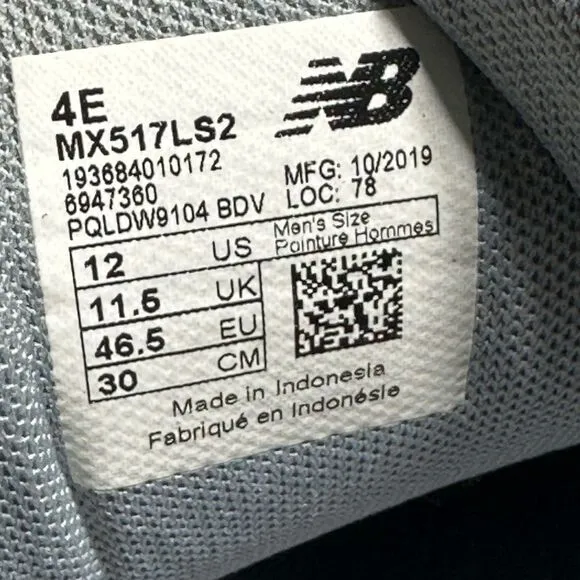 4E
NB
MX517LS2
193684010172
6947360
PQLDW9104 BDV
MFG: 10/2019
LOC: 78
Men's Size
Pointure Hommes
12 US
11.5 UK
46.5 EU
30 CM
Made in Indonesia
Fabriqué en Indonésie